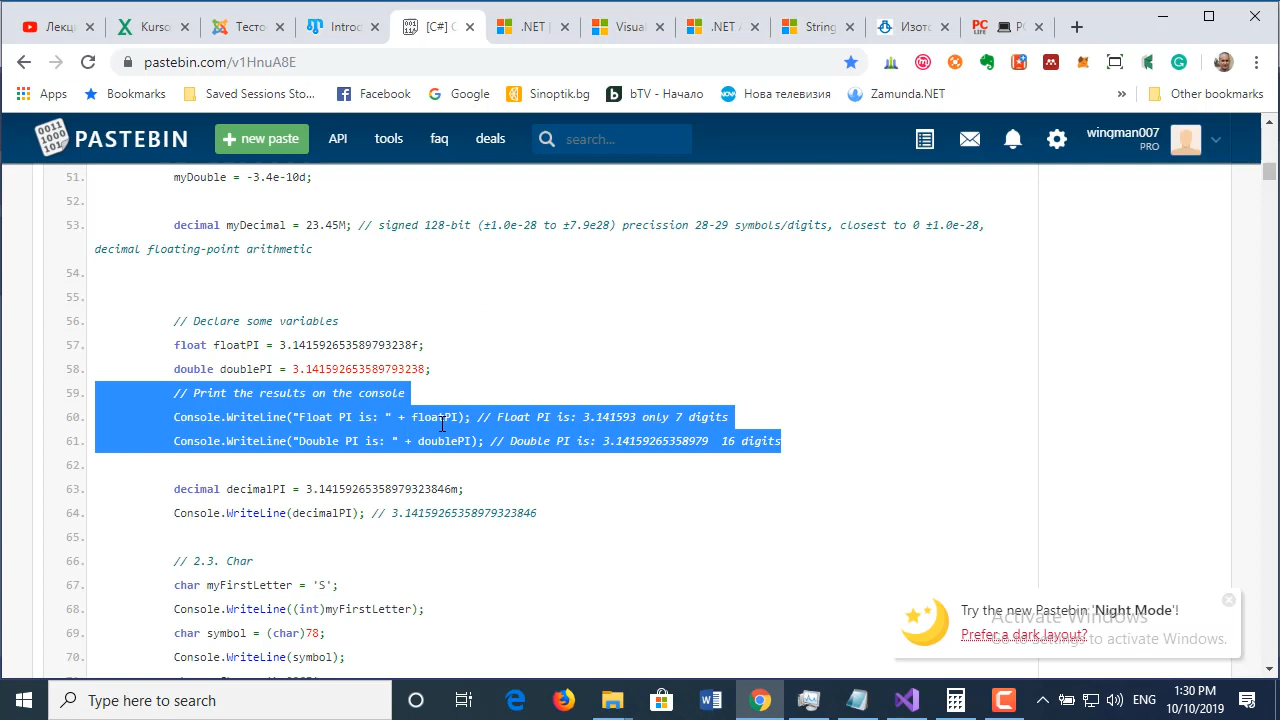 Лекци
Kurso
Тесто
Introd
[C#] C
.NET |
Visual
.NET A
String
Изото
PC LIFE
PC
pastebin.com/v1HnuA8E
Apps
Bookmarks
Saved Sessions Sto...
Facebook
Google
Sinoptik.bg
bTV - Начало
Нова телевизия
Zamunda.NET
»
Other bookmarks
PASTEBIN
+ new paste
API
tools
faq
deals
search...
winqman007
PRO
51. myDouble = -3.4e-10d;
52.
53. decimal myDecimal = 23.45M; // signed 128-bit (±1.0e-28 to ±7.9e28) precission 28-29 symbols/digits, closest to 0 ±1.0e-28,
decimal floating-point arithmetic
54.
55.
56. // Declare some variables
57. float floatPI = 3.141592653589793238f;
58. double doublePI = 3.141592653589793238;
59. // Print the results on the console
60. Console.WriteLine("Float PI is: " + floatPI); // Float PI is: 3.141593 only 7 digits
61. Console.WriteLine("Double PI is: " + doublePI); // Double PI is: 3.14159265358979  16 digits
62.
63. decimal decimalPI = 3.14159265358979323846m;
64. Console.WriteLine(decimalPI); // 3.14159265358979323846
65.
66. // 2.3. Char
67. char myFirstLetter = 'S';
68. Console.WriteLine((int)myFirstLetter);
69. char symbol = (char)78;
70. Console.WriteLine(symbol);
Try the new Pastebin 'Night Mode'!
Prefer a dark layout?
Activate Windows
Go to Settings to activate Windows.
Type here to search
ENG
1:30 PM
10/10/2019